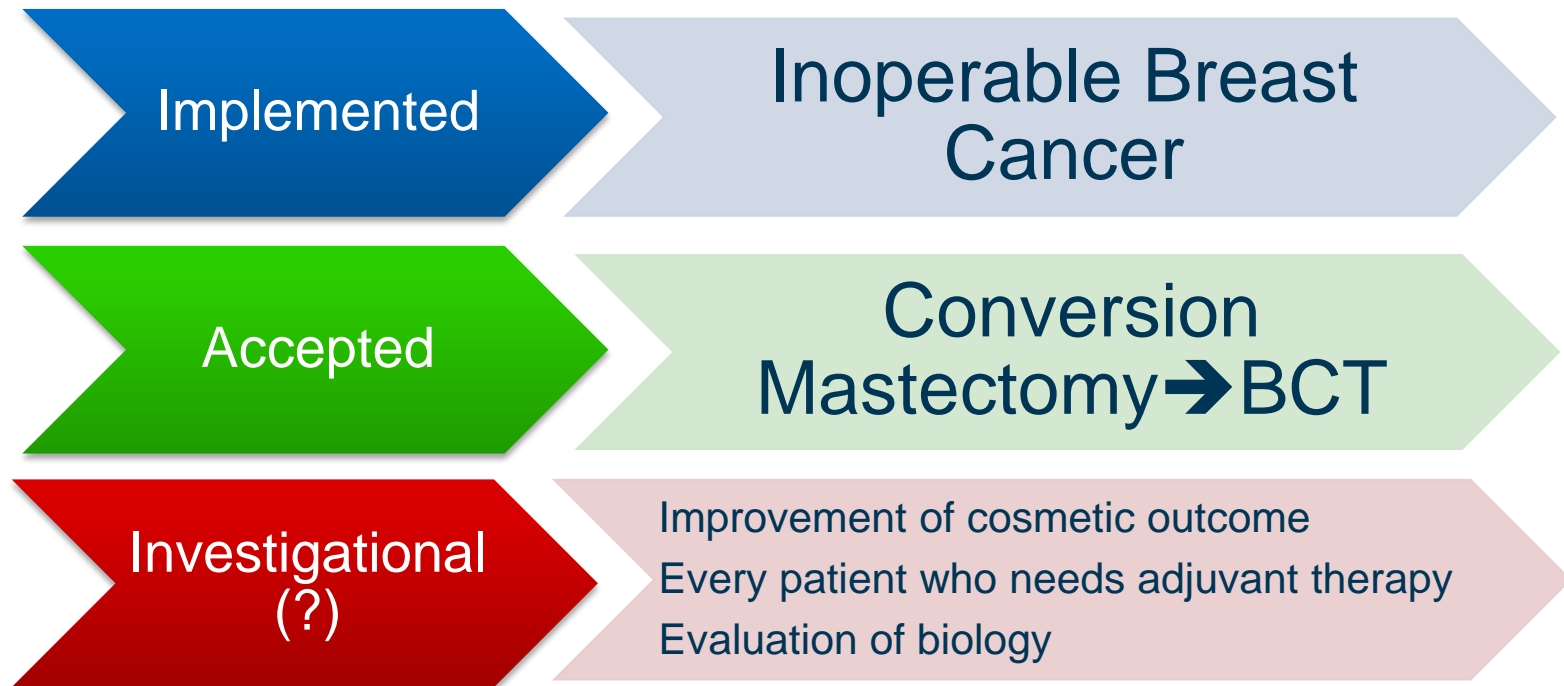 Implemented
Inoperable Breast
Cancer
Accepted
Conversion
Mastectomy➔BCT
Investigational
(?)
Improvement of cosmetic outcome
Every patient who needs adjuvant therapy
Evaluation of biology